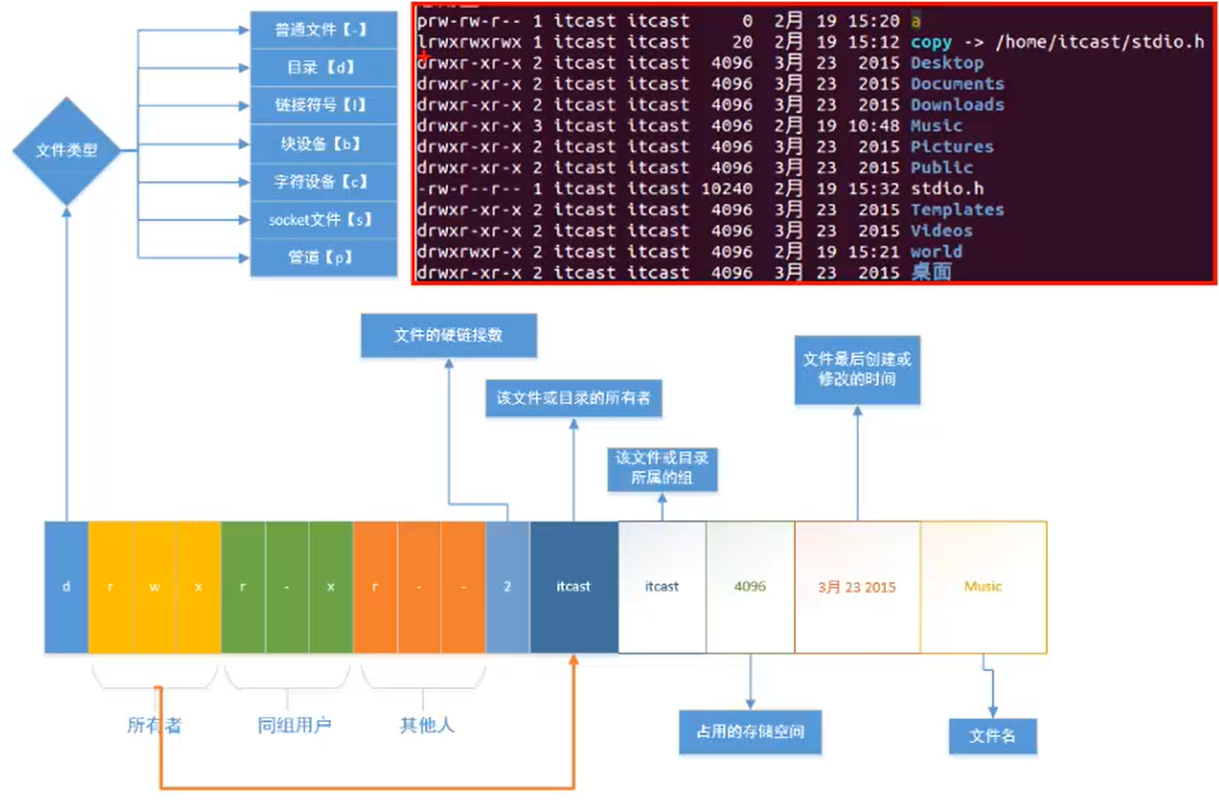 普通文件【-】
目录【d】
链接符号【l】
块设备【b】
字符设备【c】
socket文件【s】
管道【p】
文件类型
prw-rw-r-- 1 itcast itcast 0 2月 19 15:20 a
lrwxrwxrwx 1 itcast itcast 20 2月 19 15:12 copy -> /home/itcast/stdio.h
drwxr-xr-x 2 itcast itcast 4096 3月 23 2015 Desktop
drwxr-xr-x 2 itcast itcast 4096 3月 23 2015 Documents
drwxr-xr-x 2 itcast itcast 4096 3月 23 2015 Downloads
drwxr-xr-x 3 itcast itcast 4096 2月 19 10:48 Music
drwxr-xr-x 2 itcast itcast 4096 3月 23 2015 Pictures
drwxr-xr-x 2 itcast itcast 4096 3月 23 2015 Public
-rw-r--r-- 1 itcast itcast 10240 2月 19 15:32 stdio.h
drwxr-xr-x 2 itcast itcast 4096 3月 23 2015 Templates
drwxr-xr-x 2 itcast itcast 4096 3月 23 2015 Videos
drwxrwxr-x 2 itcast itcast 4096 2月 19 15:21 world
drwxr-xr-x 2 itcast itcast 4096 3月 23 2015 桌面
文件的硬链接数
该文件或目录的所有者
该文件或目录
所属的组
文件最后创建或
修改的时间
d r w x r - x r - - 2 itcast itcast 4096 3月 23 2015 Music
所有者
同组用户
其他人
占用的存储空间
文件名